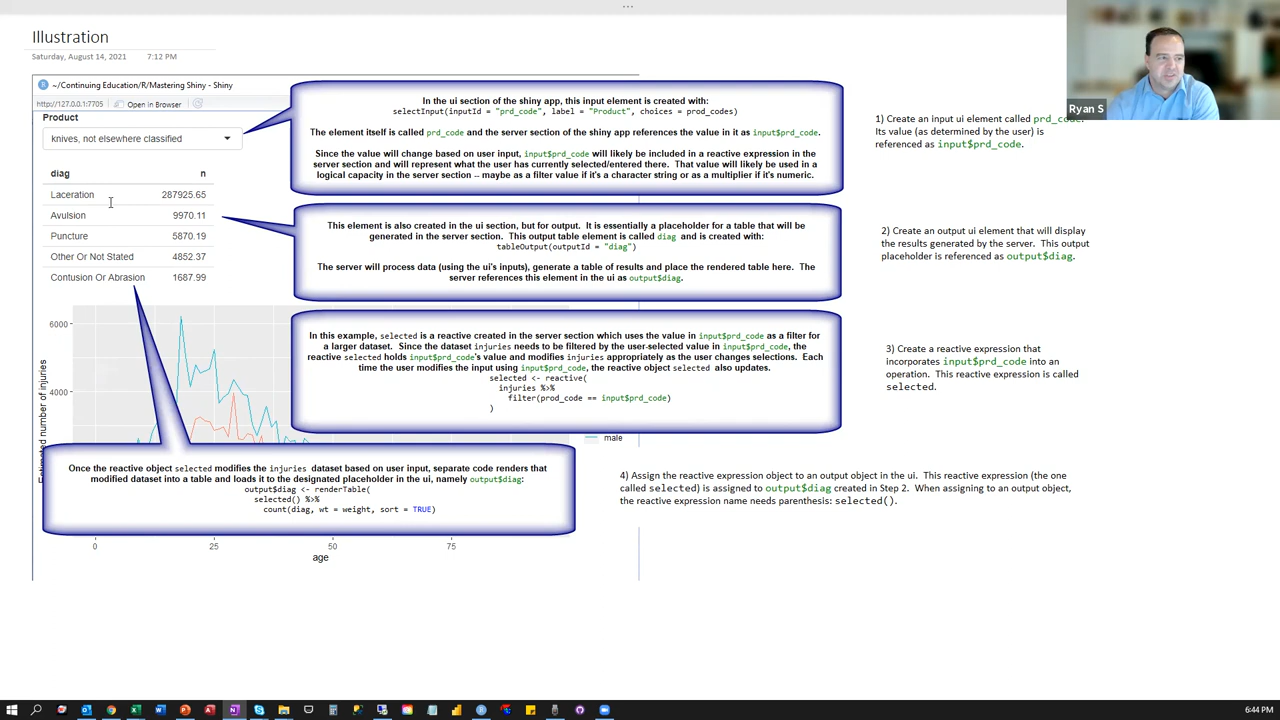 Illustration
Saturday, August 14, 2021 7:12 PM
~/Continuing Education/R/Mastering Shiny - Shiny
http://127.0.0.1:7705 Open in Browser
Product
knives, not elsewhere classified
diag n
Laceration 287925.65
Avulsion 9970.11
Puncture 5870.19
Other Or Not Stated 4852.37
Contusion Or Abrasion 1687.99
In the ui section of the shiny app, this input element is created with:
selectInput(inputId = "prd_code", label = "Product", choices = prod_codes)
The element itself is called prd_code and the server section of the shiny app references the value in it as input$prd_code.
Since the value will change based on user input, input$prd_code will likely be included in a reactive expression in the
server section and will represent what the user has currently selected/entered there. That value will likely be used in a
logical capacity in the server section -- maybe as a filter value if it's a character string or as a multiplier if it's numeric.
This element is also created in the ui section, but for output. It is essentially a placeholder for a table that will be
generated in the server section. This output table element is called diag and is created with:
tableOutput(outputId = "diag")
The server will process data (using the ui's inputs), generate a table of results and place the rendered table here. The
server references this element in the ui as output$diag.
In this example, selected is a reactive created in the server section which uses the value in input$prd_code as a filter for
a larger dataset. Since the dataset injuries needs to be filtered by the user-selected value in input$prd_code, the
reactive selected holds input$prd_code's value and modifies injuries appropriately as the user changes selections. Each
time the user modifies the input using input$prd_code, the reactive object selected also updates.
selected <- reactive(
injuries %>%
filter(prod_code == input$prd_code)
)
Once the reactive object selected modifies the injuries dataset based on user input, separate code renders that
modified dataset into a table and loads it to the designated placeholder in the ui, namely output$diag:
output$diag <- renderTable(
selected() %>%
count(diag, wt = weight, sort = TRUE)
6000
4000
number of injuries
male
0 25 50 75
age
1) Create an input ui element called prd_code.
Its value (as determined by the user) is
referenced as input$prd_code.
2) Create an output ui element that will display
the results generated by the server. This output
placeholder is referenced as output$diag.
3) Create a reactive expression that
incorporates input$prd_code into an
operation. This reactive expression is called
selected.
4) Assign the reactive expression object to an output object in the ui. This reactive expression (the one
called selected) is assigned to output$diag created in Step 2. When assigning to an output object,
the reactive expression name needs parenthesis: selected().
Ryan S
6:44 PM